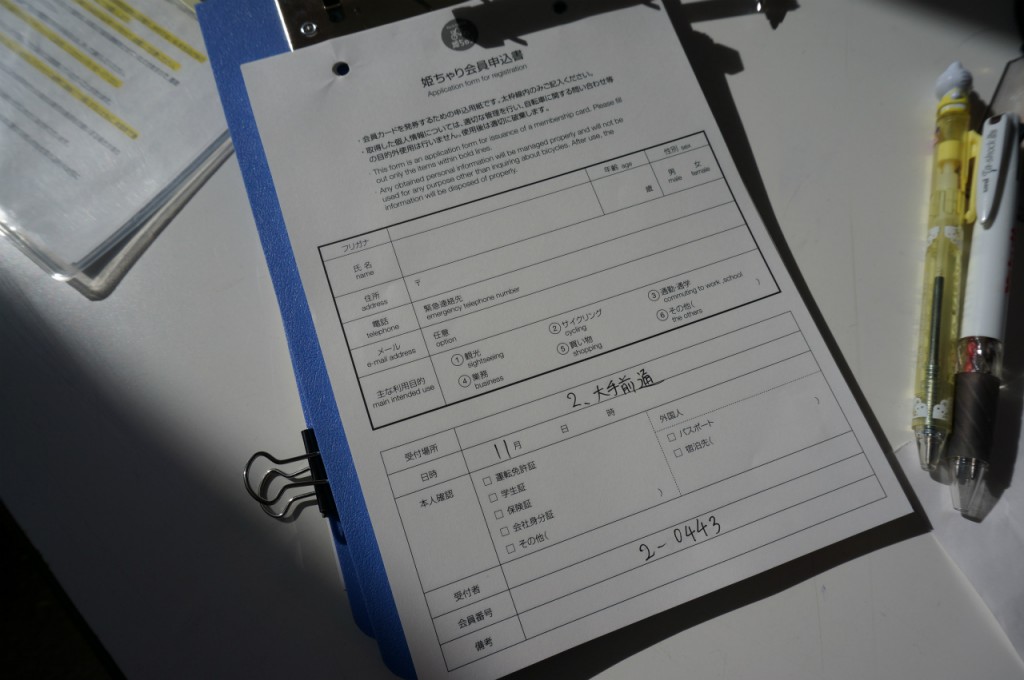 姫ちゃり会員申込書
Application form for registration
・会員カードを発券するための申込用紙です。太枠線内のみご記入ください。
・取得した個人情報については、適切な管理を行い、自転車に関する問い合わせ等
の目的外使用は行いません。使用後は適切に破棄します。
・This form is an application form for issuance of a membership card. Please fill
out only the items within bold lines.
Any obtained personal information will be managed properly and will not be
used for any purpose other than inquiring about bicycles. After use, the
information will be disposed of properly.
フリガナ 年齢 age 性別 sex
氏名 name 歳 男 male 女 female
住所 address 〒
電話 telephone 緊急連絡先 emergency telephone number
メール e-mail address 任意 option
主な利用目的 main intended use
①観光 sightseeing ②サイクリング cycling ③通勤・通学 commuting to work ,school
④業務 business ⑤買い物 shopping ⑥その他( the others )
受付場所 2、大手前通
日時 11月 日 時
本人確認
□ 運転免許証
□ 学生証
□ 保険証
□ 会社身分証
□ その他( )
外国人
□ パスポート
□ 宿泊先( )
受付者
会員番号 2-0443
備考